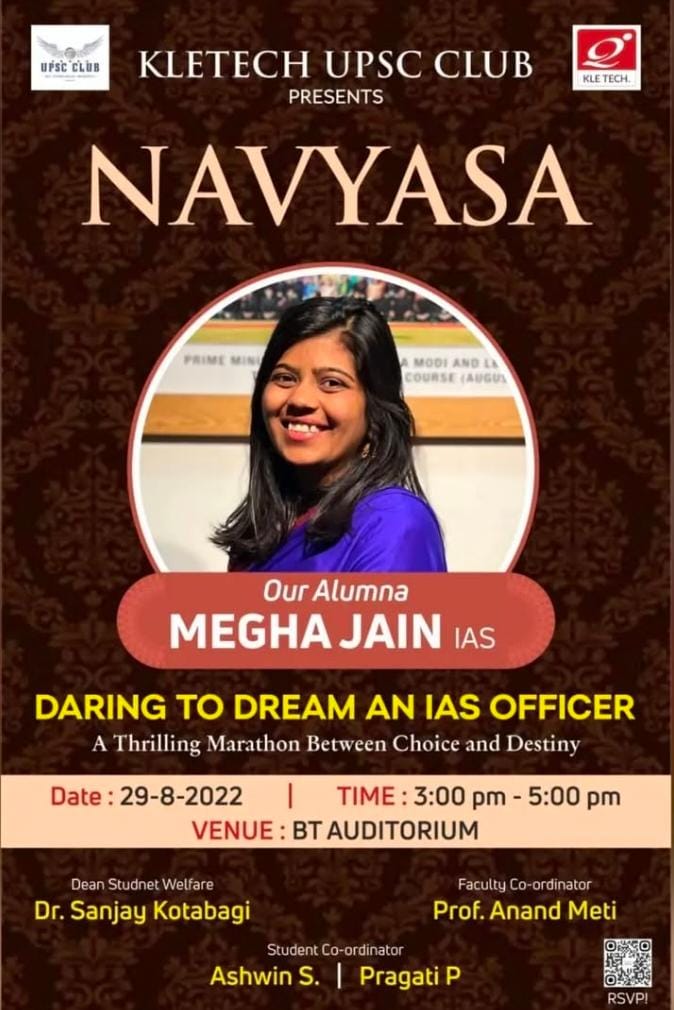 UPSC CLUB
KLETECH UPSC CLUB
KLE TECH.
PRESENTS
NAVYASA
PRIME MINI
A MODI AND LE
COURSE (AUGUS
Our Alumna
MEGHA JAIN IAS
DARING TO DREAM AN IAS OFFICER
A Thrilling Marathon Between Choice and Destiny
Date : 29-8-2022 | TIME : 3:00 pm - 5:00 pm
VENUE : BT AUDITORIUM
Dean Studnet Welfare
Dr. Sanjay Kotabagi
Faculty Co-ordinator
Prof. Anand Meti
Student Co-ordinator
Ashwin S. | Pragati P
RSVP!